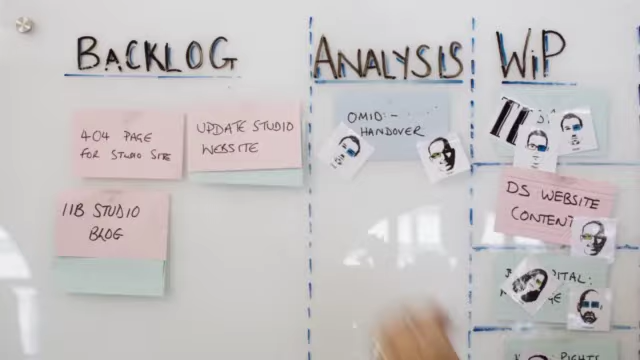 BACKLOG
ANALYSIS
WiP
404 PAGE
FOR STUDIO SITE
UPDATE STUDIO
WEBSITE
11B STUDIO
BLOG
OMID:-
HANDOVER
DS WEBSITE
CONTENT
RIGHTS